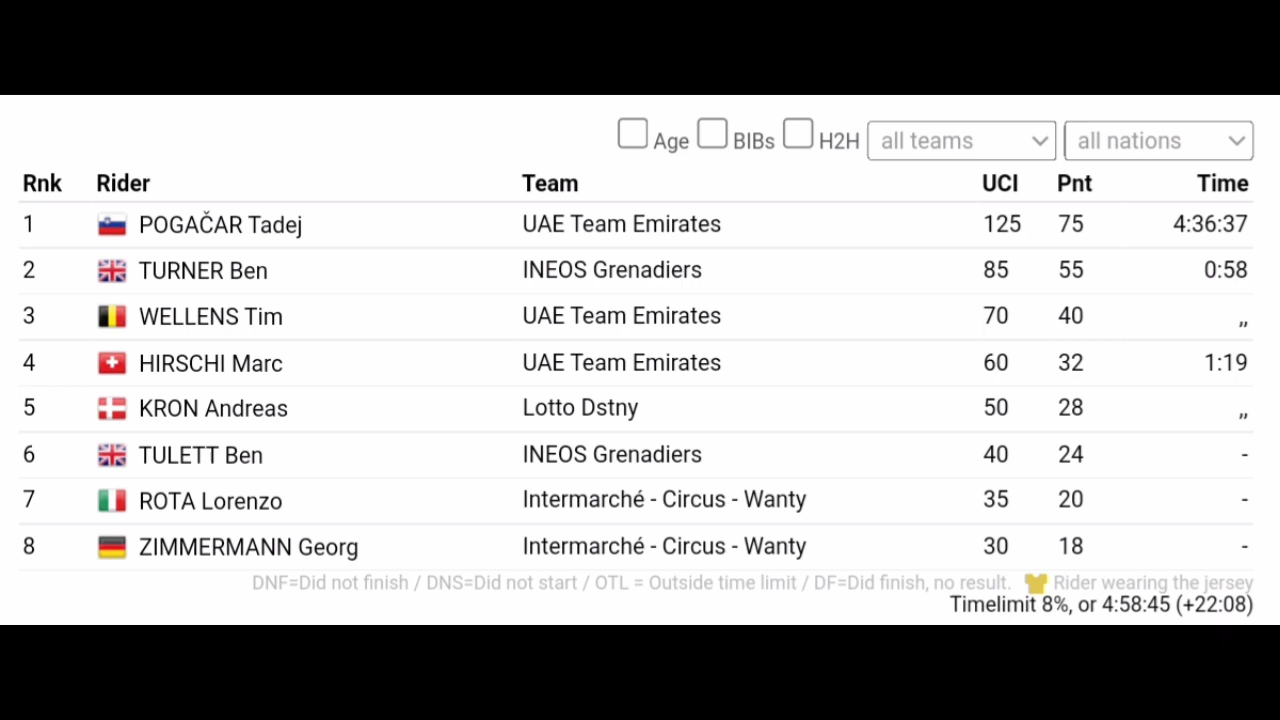 Age BIBs H2H all teams all nations
Rnk Rider Team UCI Pnt Time
1 POGAČAR Tadej UAE Team Emirates 125 75 4:36:37
2 TURNER Ben INEOS Grenadiers 85 55 0:58
3 WELLENS Tim UAE Team Emirates 70 40 ,,
4 HIRSCHI Marc UAE Team Emirates 60 32 1:19
5 KRON Andreas Lotto Dstny 50 28 ,,
6 TULETT Ben INEOS Grenadiers 40 24 -
7 ROTA Lorenzo Intermarché - Circus - Wanty 35 20 -
8 ZIMMERMANN Georg Intermarché - Circus - Wanty 30 18 -
DNF=Did not finish / DNS=Did not start / OTL = Outside time limit / DF=Did finish, no result. Rider wearing the jersey
Timelimit 8%, or 4:58:45 (+22:08)